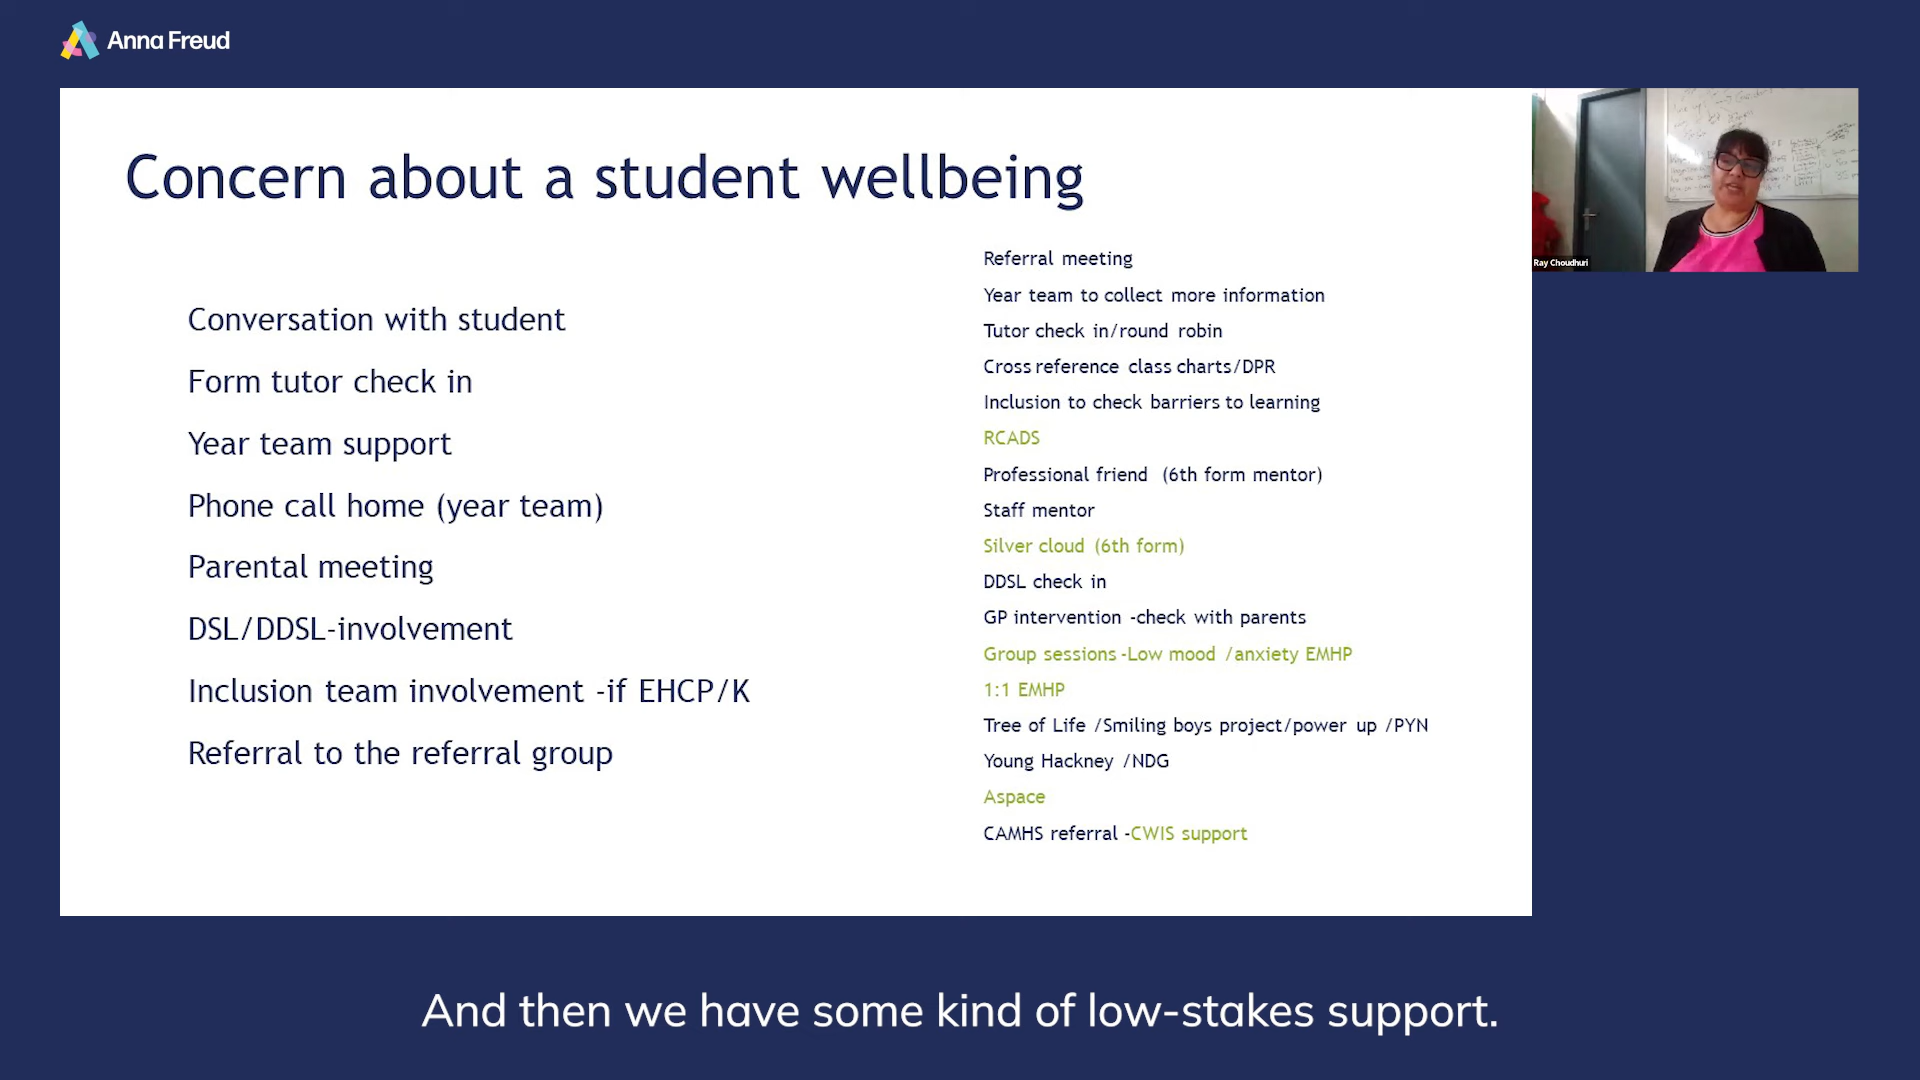 Anna Freud
Concern about a student wellbeing
Conversation with student
Form tutor check in
Year team support
Phone call home (year team)
Parental meeting
DSL/DDSL-involvement
Inclusion team involvement -if EHCP/K
Referral to the referral group
Referral meeting
Year team to collect more information
Tutor check in/round robin
Cross reference class charts/DPR
Inclusion to check barriers to learning
RCADS
Professional friend (6th form mentor)
Staff mentor
Silver cloud (6th form)
DDSL check in
GP intervention -check with parents
Group sessions -Low mood /anxiety EMHP
1:1 EMHP
Tree of Life /Smiling boys project/power up /PYN
Young Hackney /NDG
Aspace
CAMHS referral -CWIS support
Ray Choudhuri
And then we have some kind of low-stakes support.